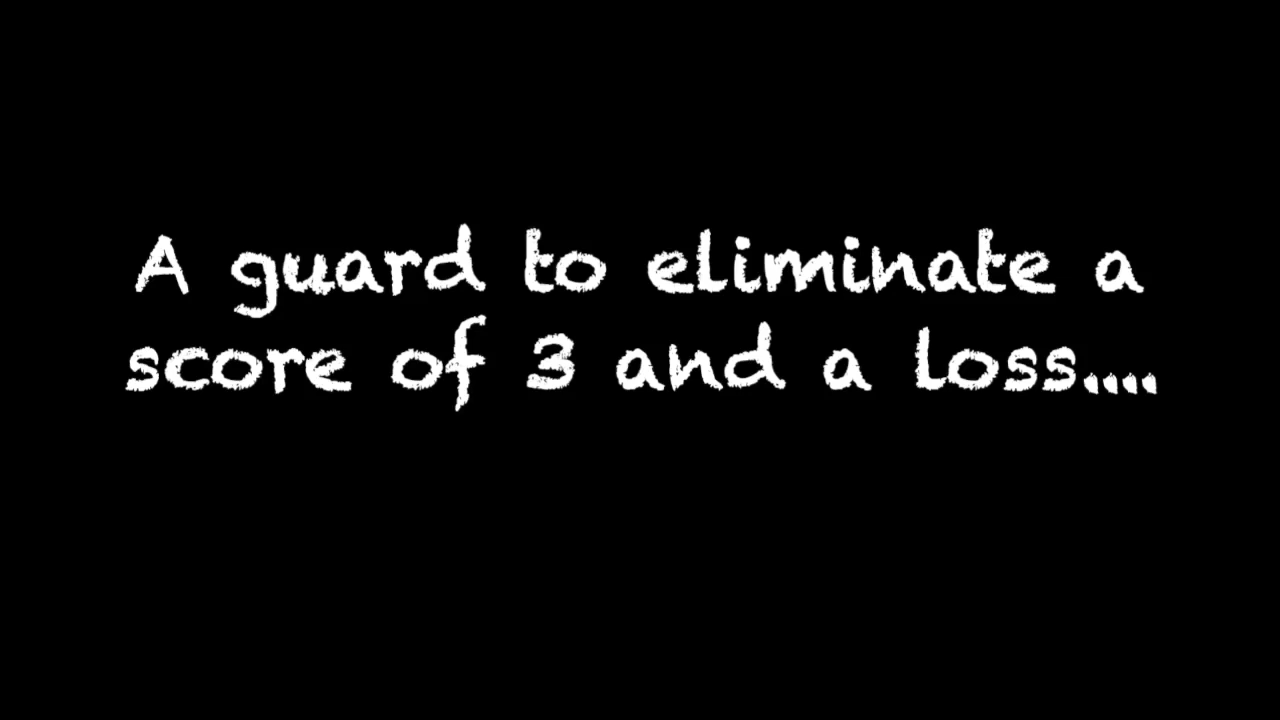 A guard to eliminate a
score of 3 and a loss....